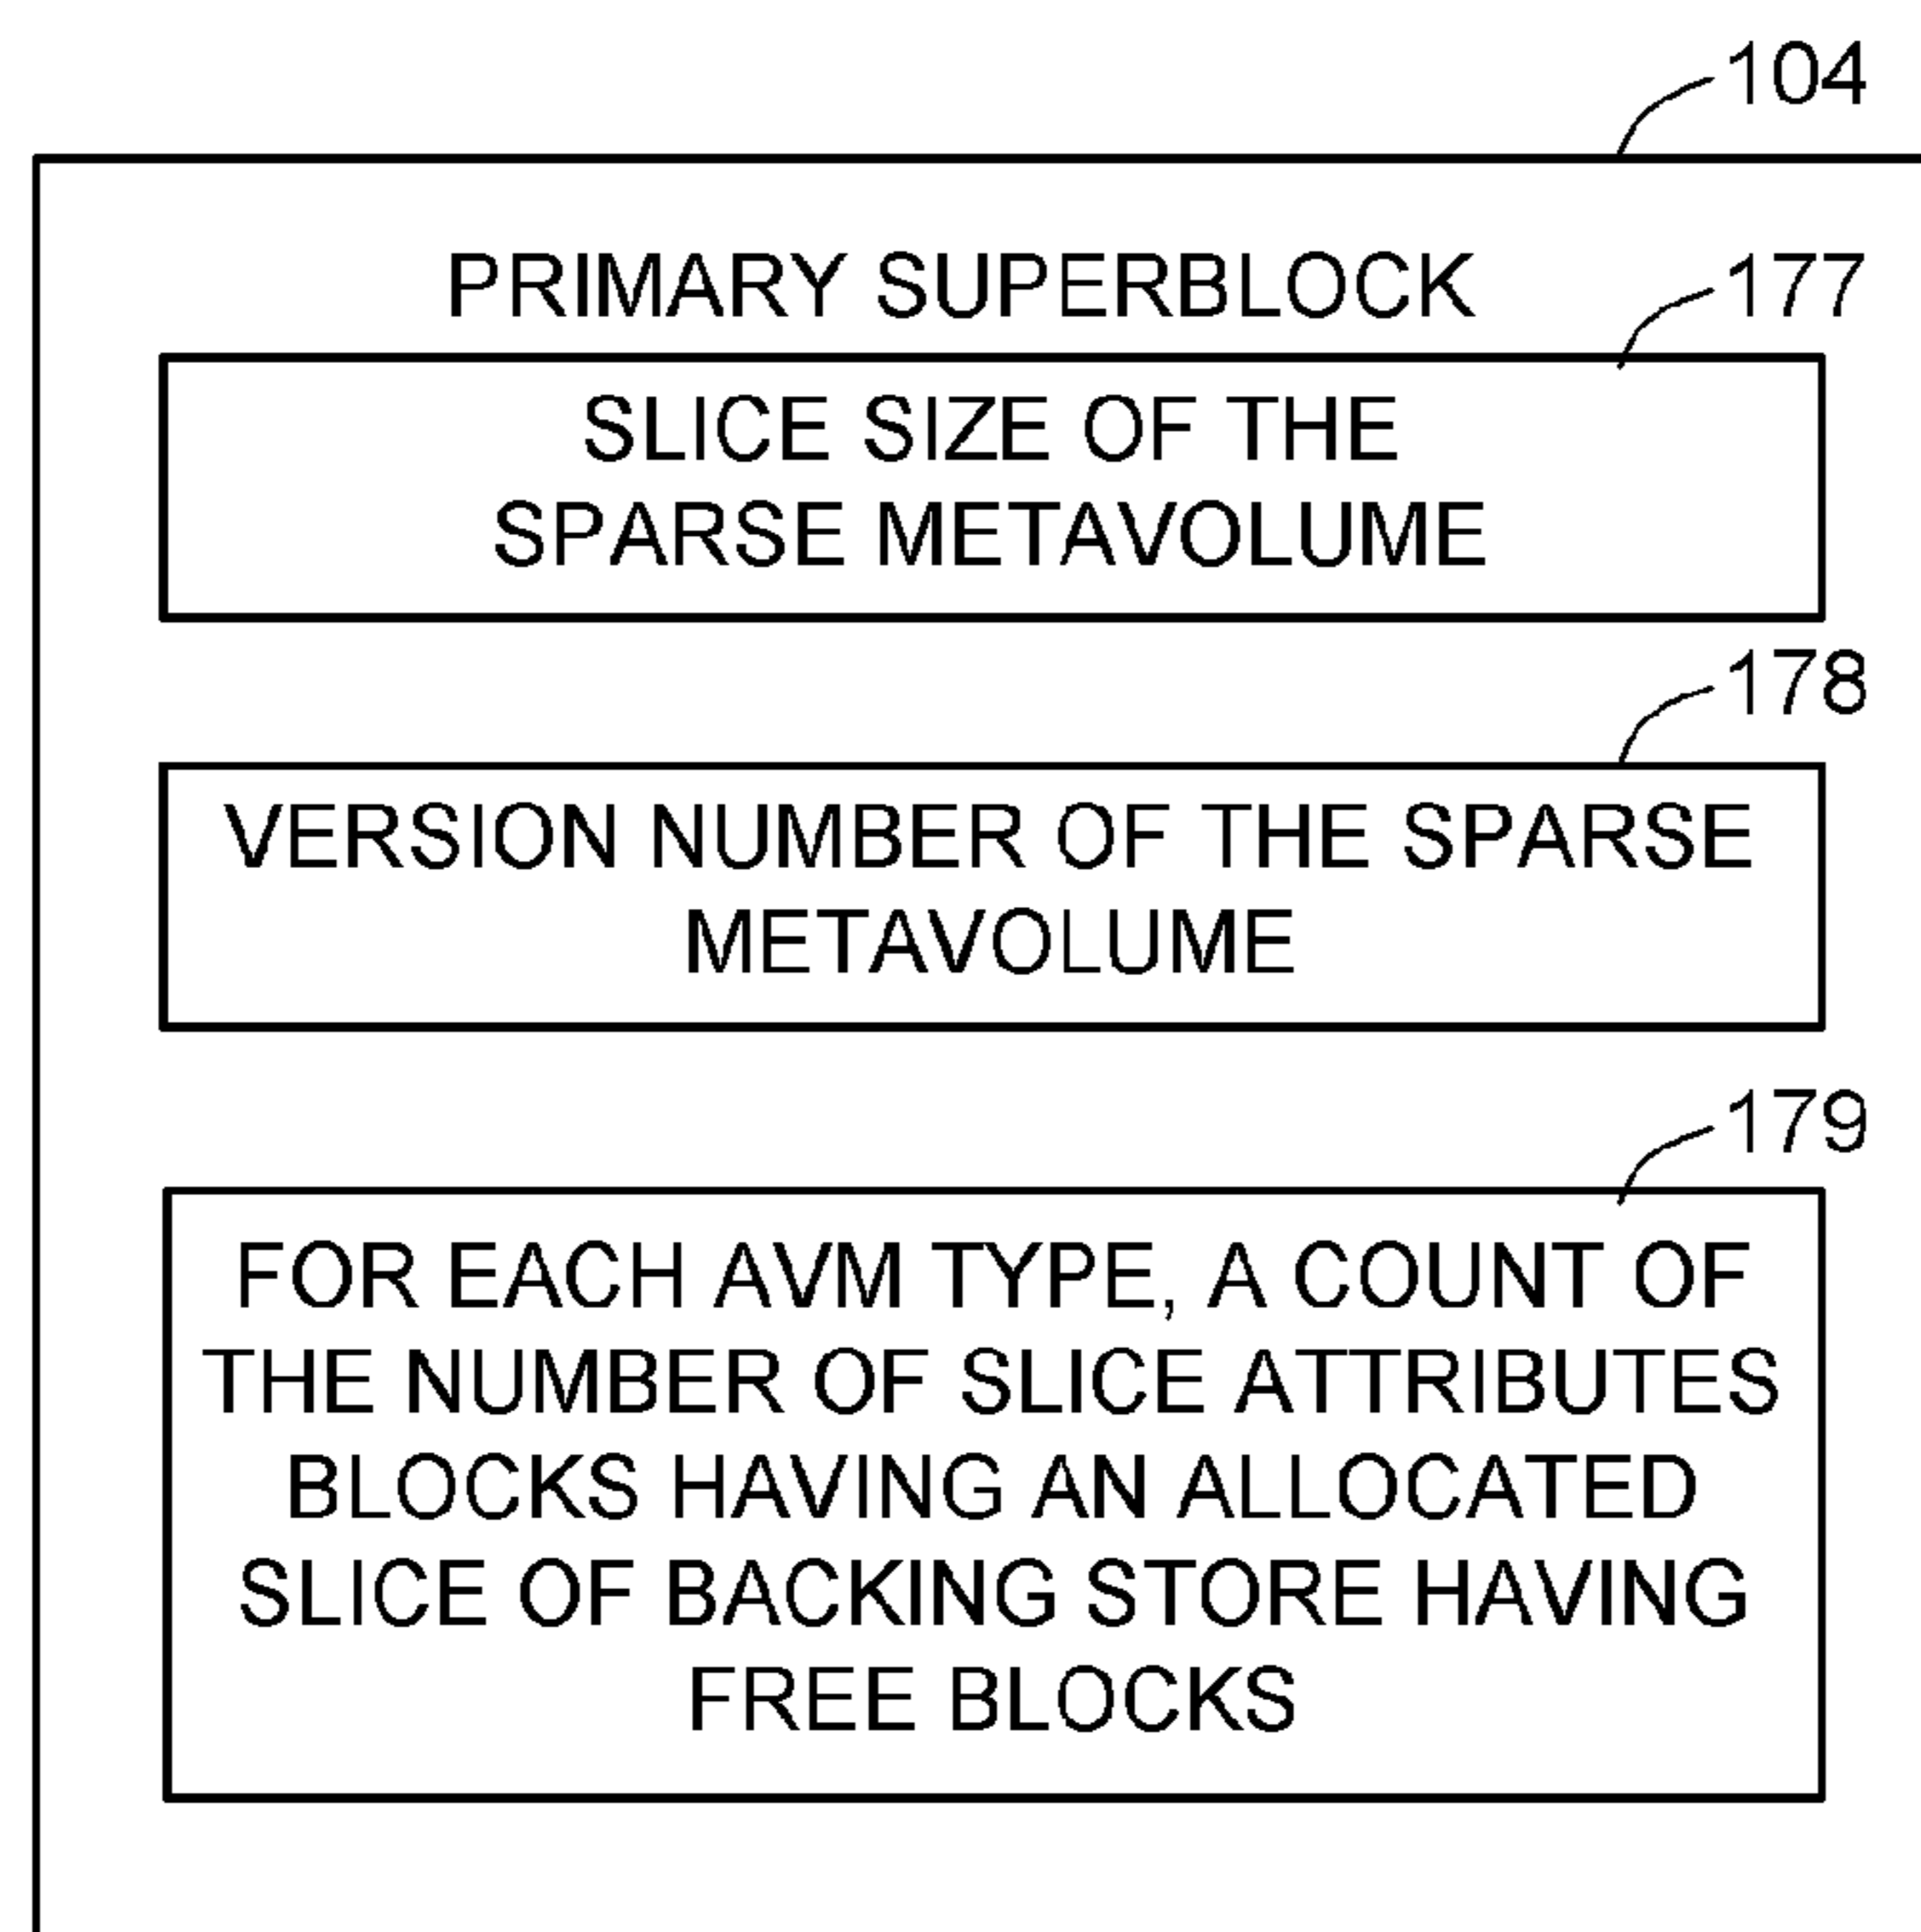 104
PRIMARY SUPERBLOCK
177
SLICE SIZE OF THE
SPARSE METAVOLUME
178
VERSION NUMBER OF THE SPARSE
METAVOLUME
179
FOR EACH AVM TYPE, A COUNT OF
THE NUMBER OF SLICE ATTRIBUTES
BLOCKS HAVING AN ALLOCATED
SLICE OF BACKING STORE HAVING
FREE BLOCKS